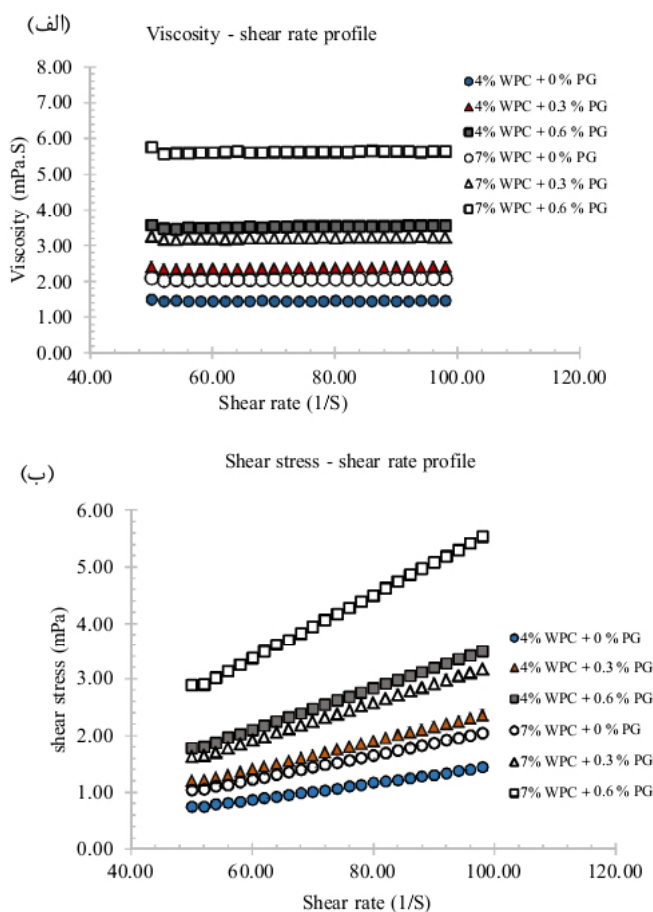 (الف)
Viscosity - shear rate profile
8.00
7.00
6.00
5.00
4.00
3.00
2.00
1.00
0.00
Viscosity (mPa.S)
40.00 60.00 80.00 100.00 120.00
Shear rate (1/S)
4% WPC + 0 % PG
4% WPC + 0.3 % PG
4% WPC + 0.6 % PG
7% WPC + 0 % PG
7% WPC + 0.3 % PG
7% WPC + 0.6 % PG
(ب)
Shear stress - shear rate profile
6.00
5.00
4.00
3.00
2.00
1.00
0.00
shear stress (mPa)
40.00 60.00 80.00 100.00 120.00
Shear rate (1/S)
4% WPC + 0 % PG
4% WPC + 0.3 % PG
4% WPC + 0.6 % PG
7% WPC + 0 % PG
7% WPC + 0.3 % PG
7% WPC + 0.6 % PG